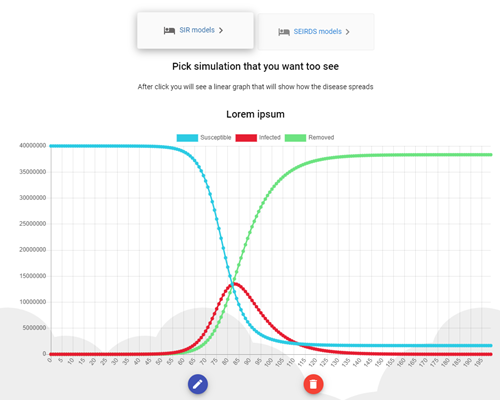 SIR models
SEIRDS models
Pick simulation that you want too see
After click you will see a linear graph that will show how the disease spreads
Lorem ipsum
Susceptible Infected Removed
40000000
35000000
30000000
25000000
20000000
15000000
10000000
5000000
0
0 5 10 15 20 25 30 35 40 45 50 55 60 65 70 75 80 85 90 95 100 105 110 115 120 125 130 135 140 145 150 155 160 165 170 175 180 185 190 195